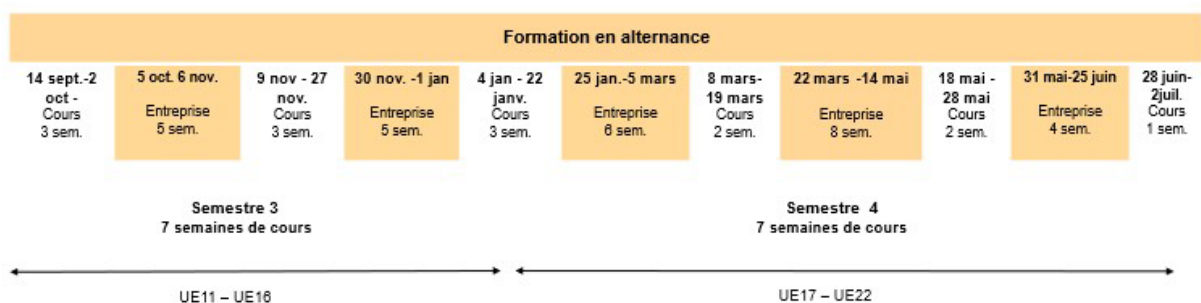 Formation en alternance
14 sept.-2
oct -
Cours
3 sem.
5 oct. 6 nov.
Entreprise
5 sem.
9 nov - 27
nov.
Cours
3 sem.
30 nov. -1 jan
Entreprise
5 sem.
4 jan - 22
janv.
Cours
3 sem.
25 jan.-5 mars
Entreprise
6 sem.
8 mars-
19 mars
Cours
2 sem.
22 mars -14 mai
Entreprise
8 sem.
18 mai -
28 mai
Cours
2 sem.
31 mai-25 juin
Entreprise
4 sem.
28 juin-
2juil.
Cours
1 sem.
Semestre 3
7 semaines de cours
Semestre 4
7 semaines de cours
UE11 – UE16
UE17 – UE22